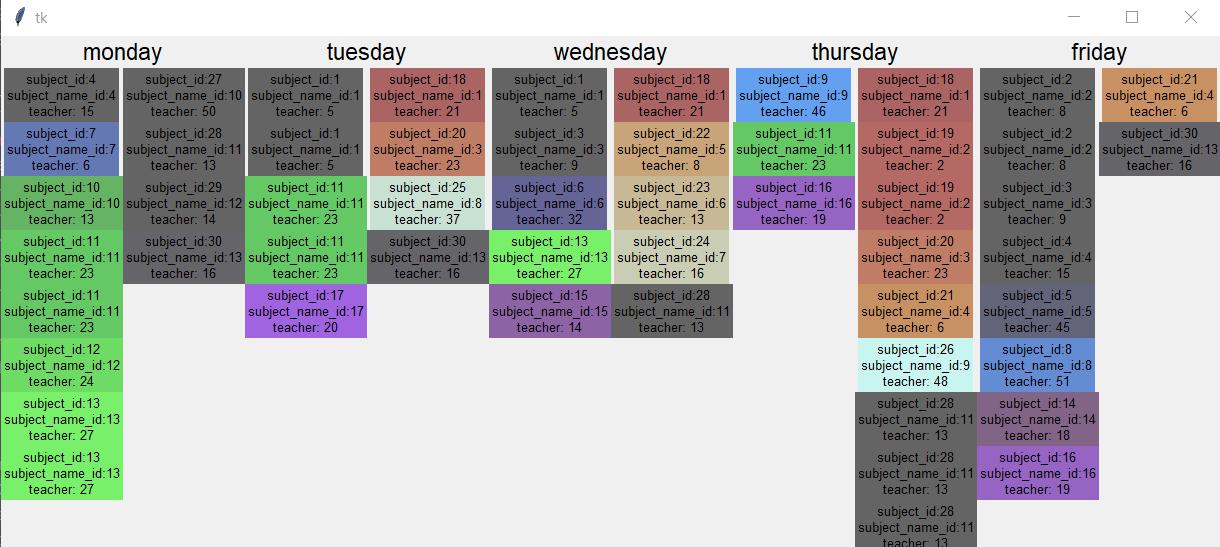 tk
monday
tuesday
wednesday
thursday
friday
subject_id:4
subject_name_id:4
teacher: 15
subject_id:7
subject_name_id:7
teacher: 6
subject_id:10
subject_name_id:10
teacher: 13
subject_id:11
subject_name_id:11
teacher: 23
subject_id:11
subject_name_id:11
teacher: 23
subject_id:12
subject_name_id:12
teacher: 24
subject_id:13
subject_name_id:13
teacher: 27
subject_id:13
subject_name_id:13
teacher: 27
subject_id:27
subject_name_id:10
teacher: 50
subject_id:28
subject_name_id:11
teacher: 13
subject_id:29
subject_name_id:12
teacher: 14
subject_id:30
subject_name_id:13
teacher: 16
subject_id:1
subject_name_id:1
teacher: 5
subject_id:1
subject_name_id:1
teacher: 5
subject_id:11
subject_name_id:11
teacher: 23
subject_id:11
subject_name_id:11
teacher: 23
subject_id:17
subject_name_id:17
teacher: 20
subject_id:18
subject_name_id:1
teacher: 21
subject_id:20
subject_name_id:3
teacher: 23
subject_id:25
subject_name_id:8
teacher: 37
subject_id:30
subject_name_id:13
teacher: 16
subject_id:1
subject_name_id:1
teacher: 5
subject_id:3
subject_name_id:3
teacher: 9
subject_id:6
subject_name_id:6
teacher: 32
subject_id:13
subject_name_id:13
teacher: 27
subject_id:15
subject_name_id:15
teacher: 14
subject_id:18
subject_name_id:1
teacher: 21
subject_id:22
subject_name_id:5
teacher: 8
subject_id:23
subject_name_id:6
teacher: 13
subject_id:24
subject_name_id:7
teacher: 16
subject_id:28
subject_name_id:11
teacher: 13
subject_id:9
subject_name_id:9
teacher: 46
subject_id:11
subject_name_id:11
teacher: 23
subject_id:16
subject_name_id:16
teacher: 19
subject_id:18
subject_name_id:1
teacher: 21
subject_id:19
subject_name_id:2
teacher: 2
subject_id:19
subject_name_id:2
teacher: 2
subject_id:20
subject_name_id:3
teacher: 23
subject_id:21
subject_name_id:4
teacher: 6
subject_id:26
subject_name_id:9
teacher: 48
subject_id:28
subject_name_id:11
teacher: 13
subject_id:28
subject_name_id:11
teacher: 13
subject_id:28
subject_name_id:11
teacher: 13
subject_id:2
subject_name_id:2
teacher: 8
subject_id:2
subject_name_id:2
teacher: 8
subject_id:3
subject_name_id:3
teacher: 9
subject_id:4
subject_name_id:4
teacher: 15
subject_id:5
subject_name_id:5
teacher: 45
subject_id:8
subject_name_id:8
teacher: 51
subject_id:14
subject_name_id:14
teacher: 18
subject_id:16
subject_name_id:16
teacher: 19
subject_id:21
subject_name_id:4
teacher: 6
subject_id:30
subject_name_id:13
teacher: 16